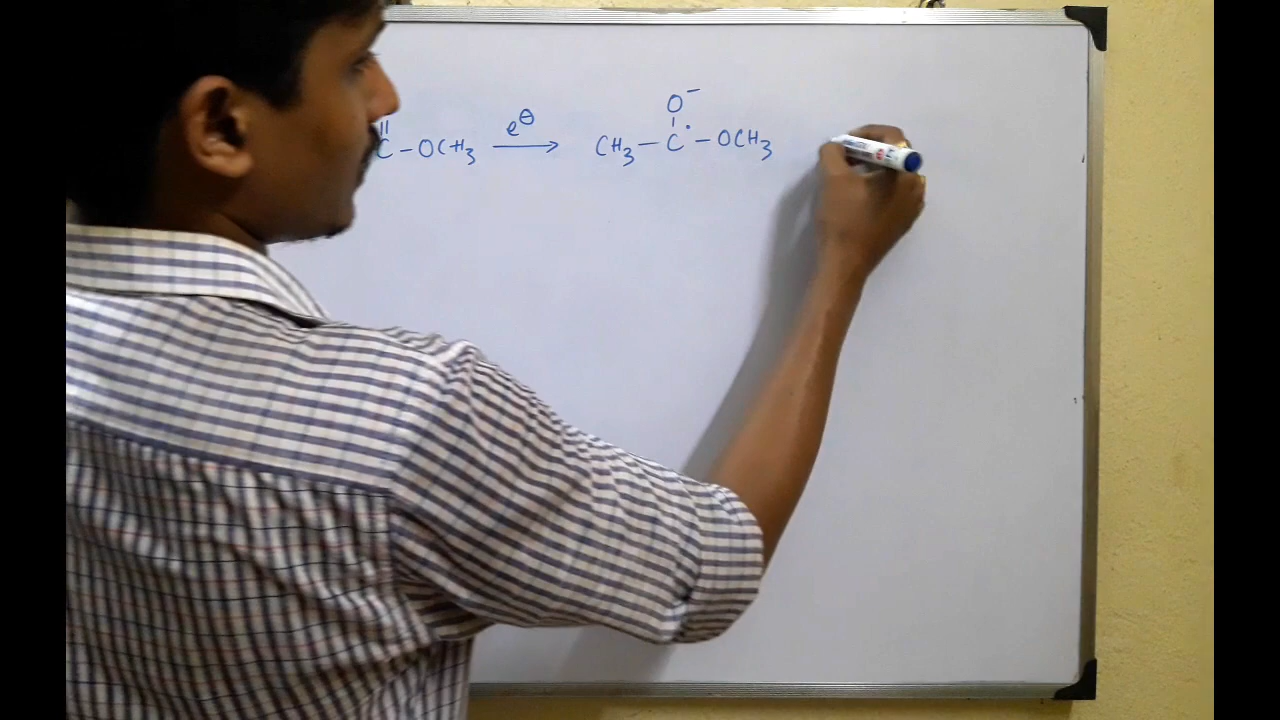 O⁻
|| e⊖ |
C – OCH₃ ⟶ CH₃ – C• – OCH₃